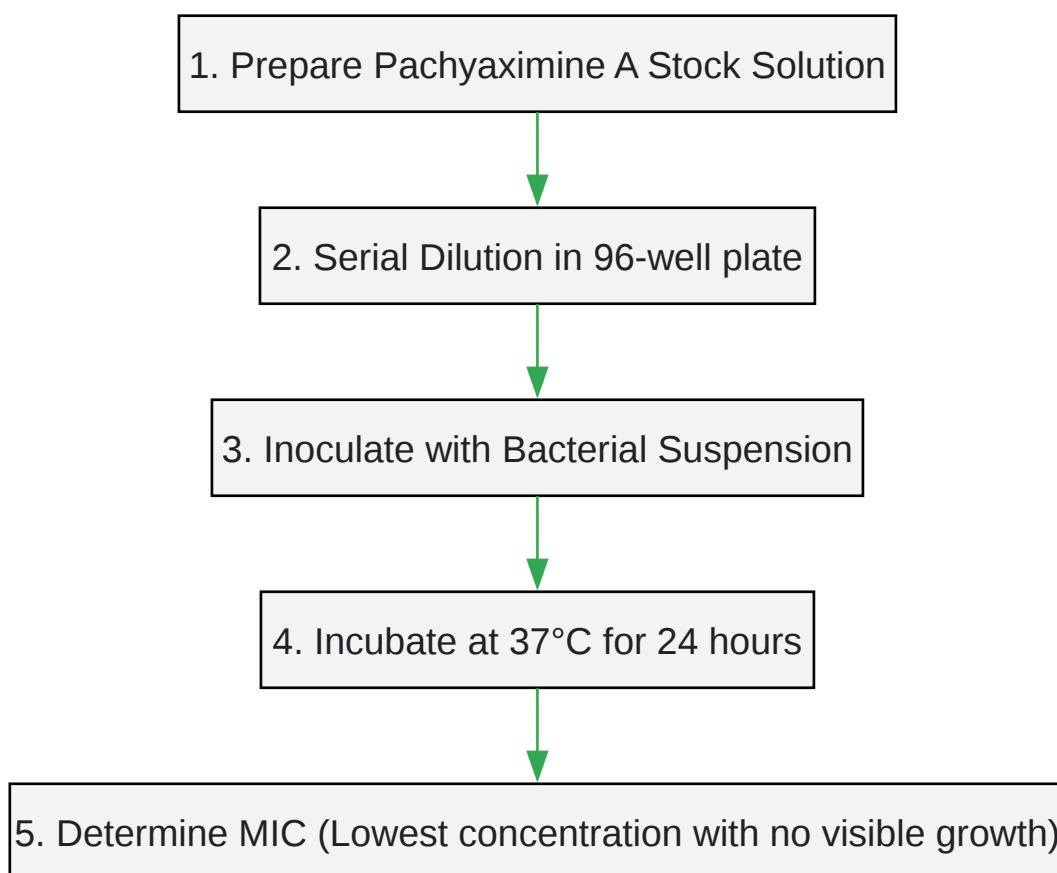 1. Prepare Pachyaximine A Stock Solution
2. Serial Dilution in 96-well plate
3. Inoculate with Bacterial Suspension
4. Incubate at 37°C for 24 hours
5. Determine MIC (Lowest concentration with no visible growth)